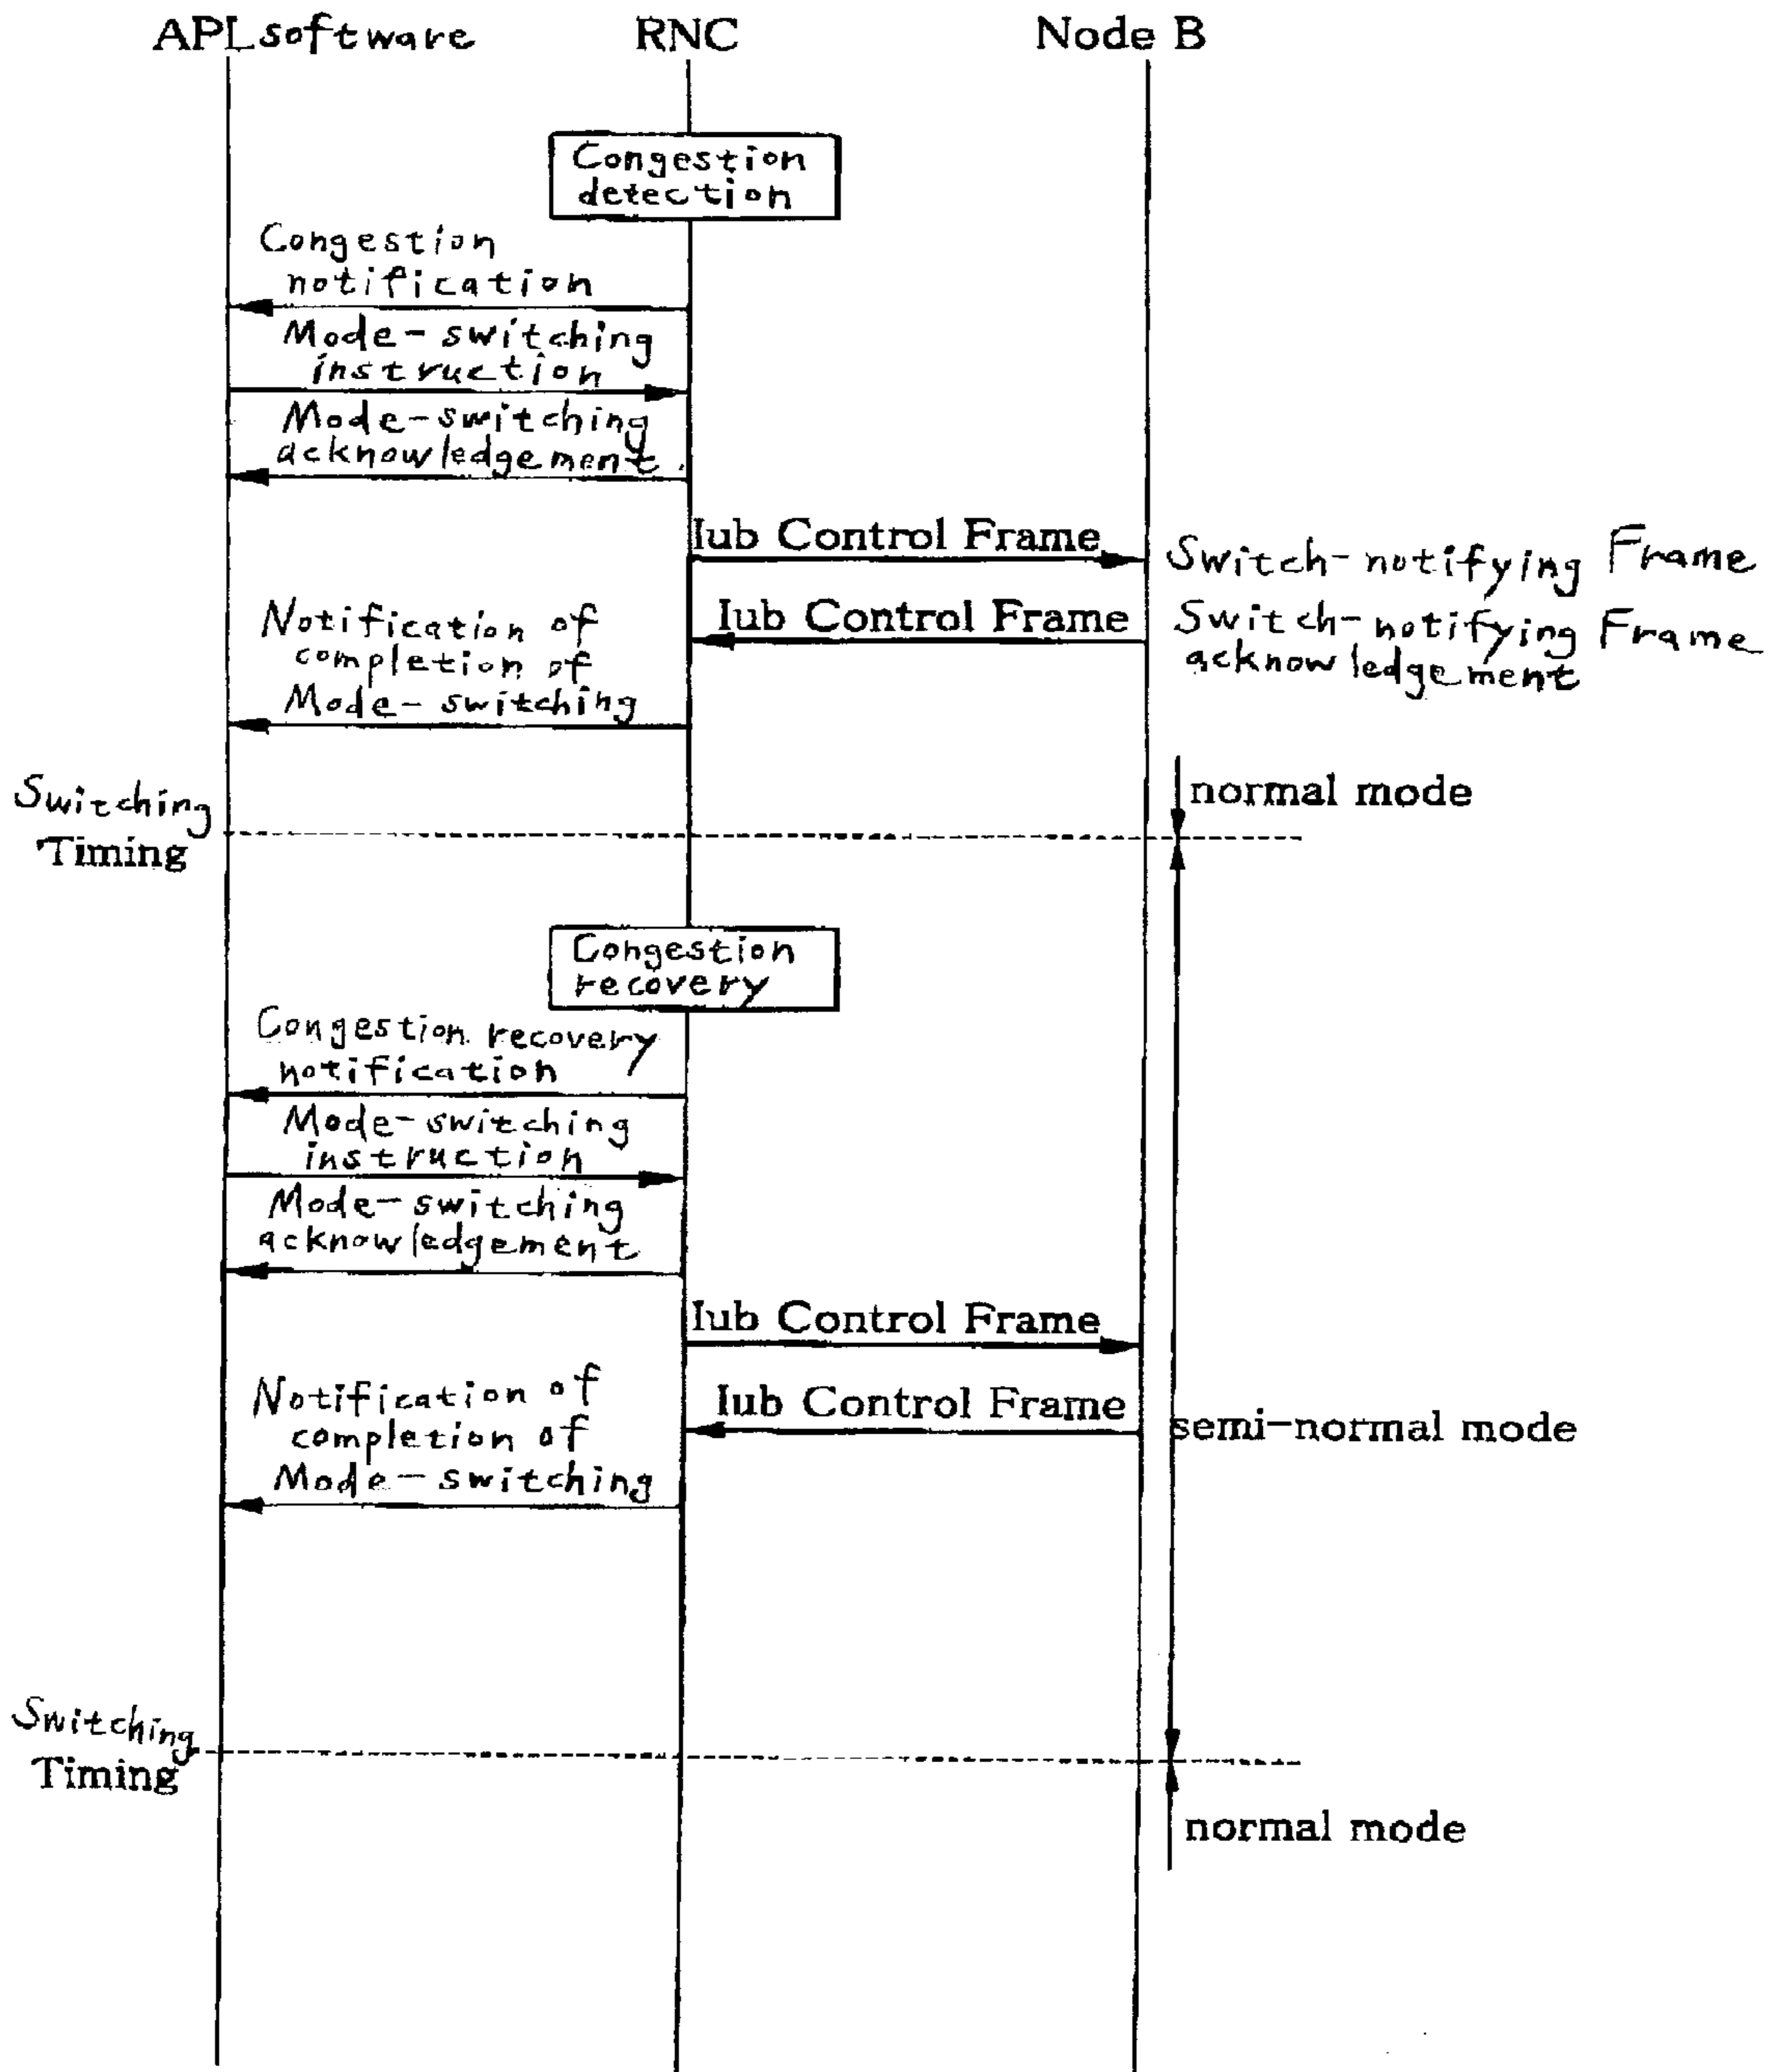 APL software
RNC
Node B
Congestion
detection
Congestion
notification
Mode-switching
instruction
Mode-switching
acknowledgement
Iub Control Frame
Switch-notifying Frame
Iub Control Frame
Switch-notifying Frame
acknowledgement
Notification of
completion of
Mode-switching
normal mode
Switching
Timing
Congestion
recovery
Congestion recovery
notification
Mode-switching
instruction
Mode-switching
acknowledgement
Iub Control Frame
Iub Control Frame
Notification of
completion of
Mode-switching
semi-normal mode
Switching
Timing
normal mode